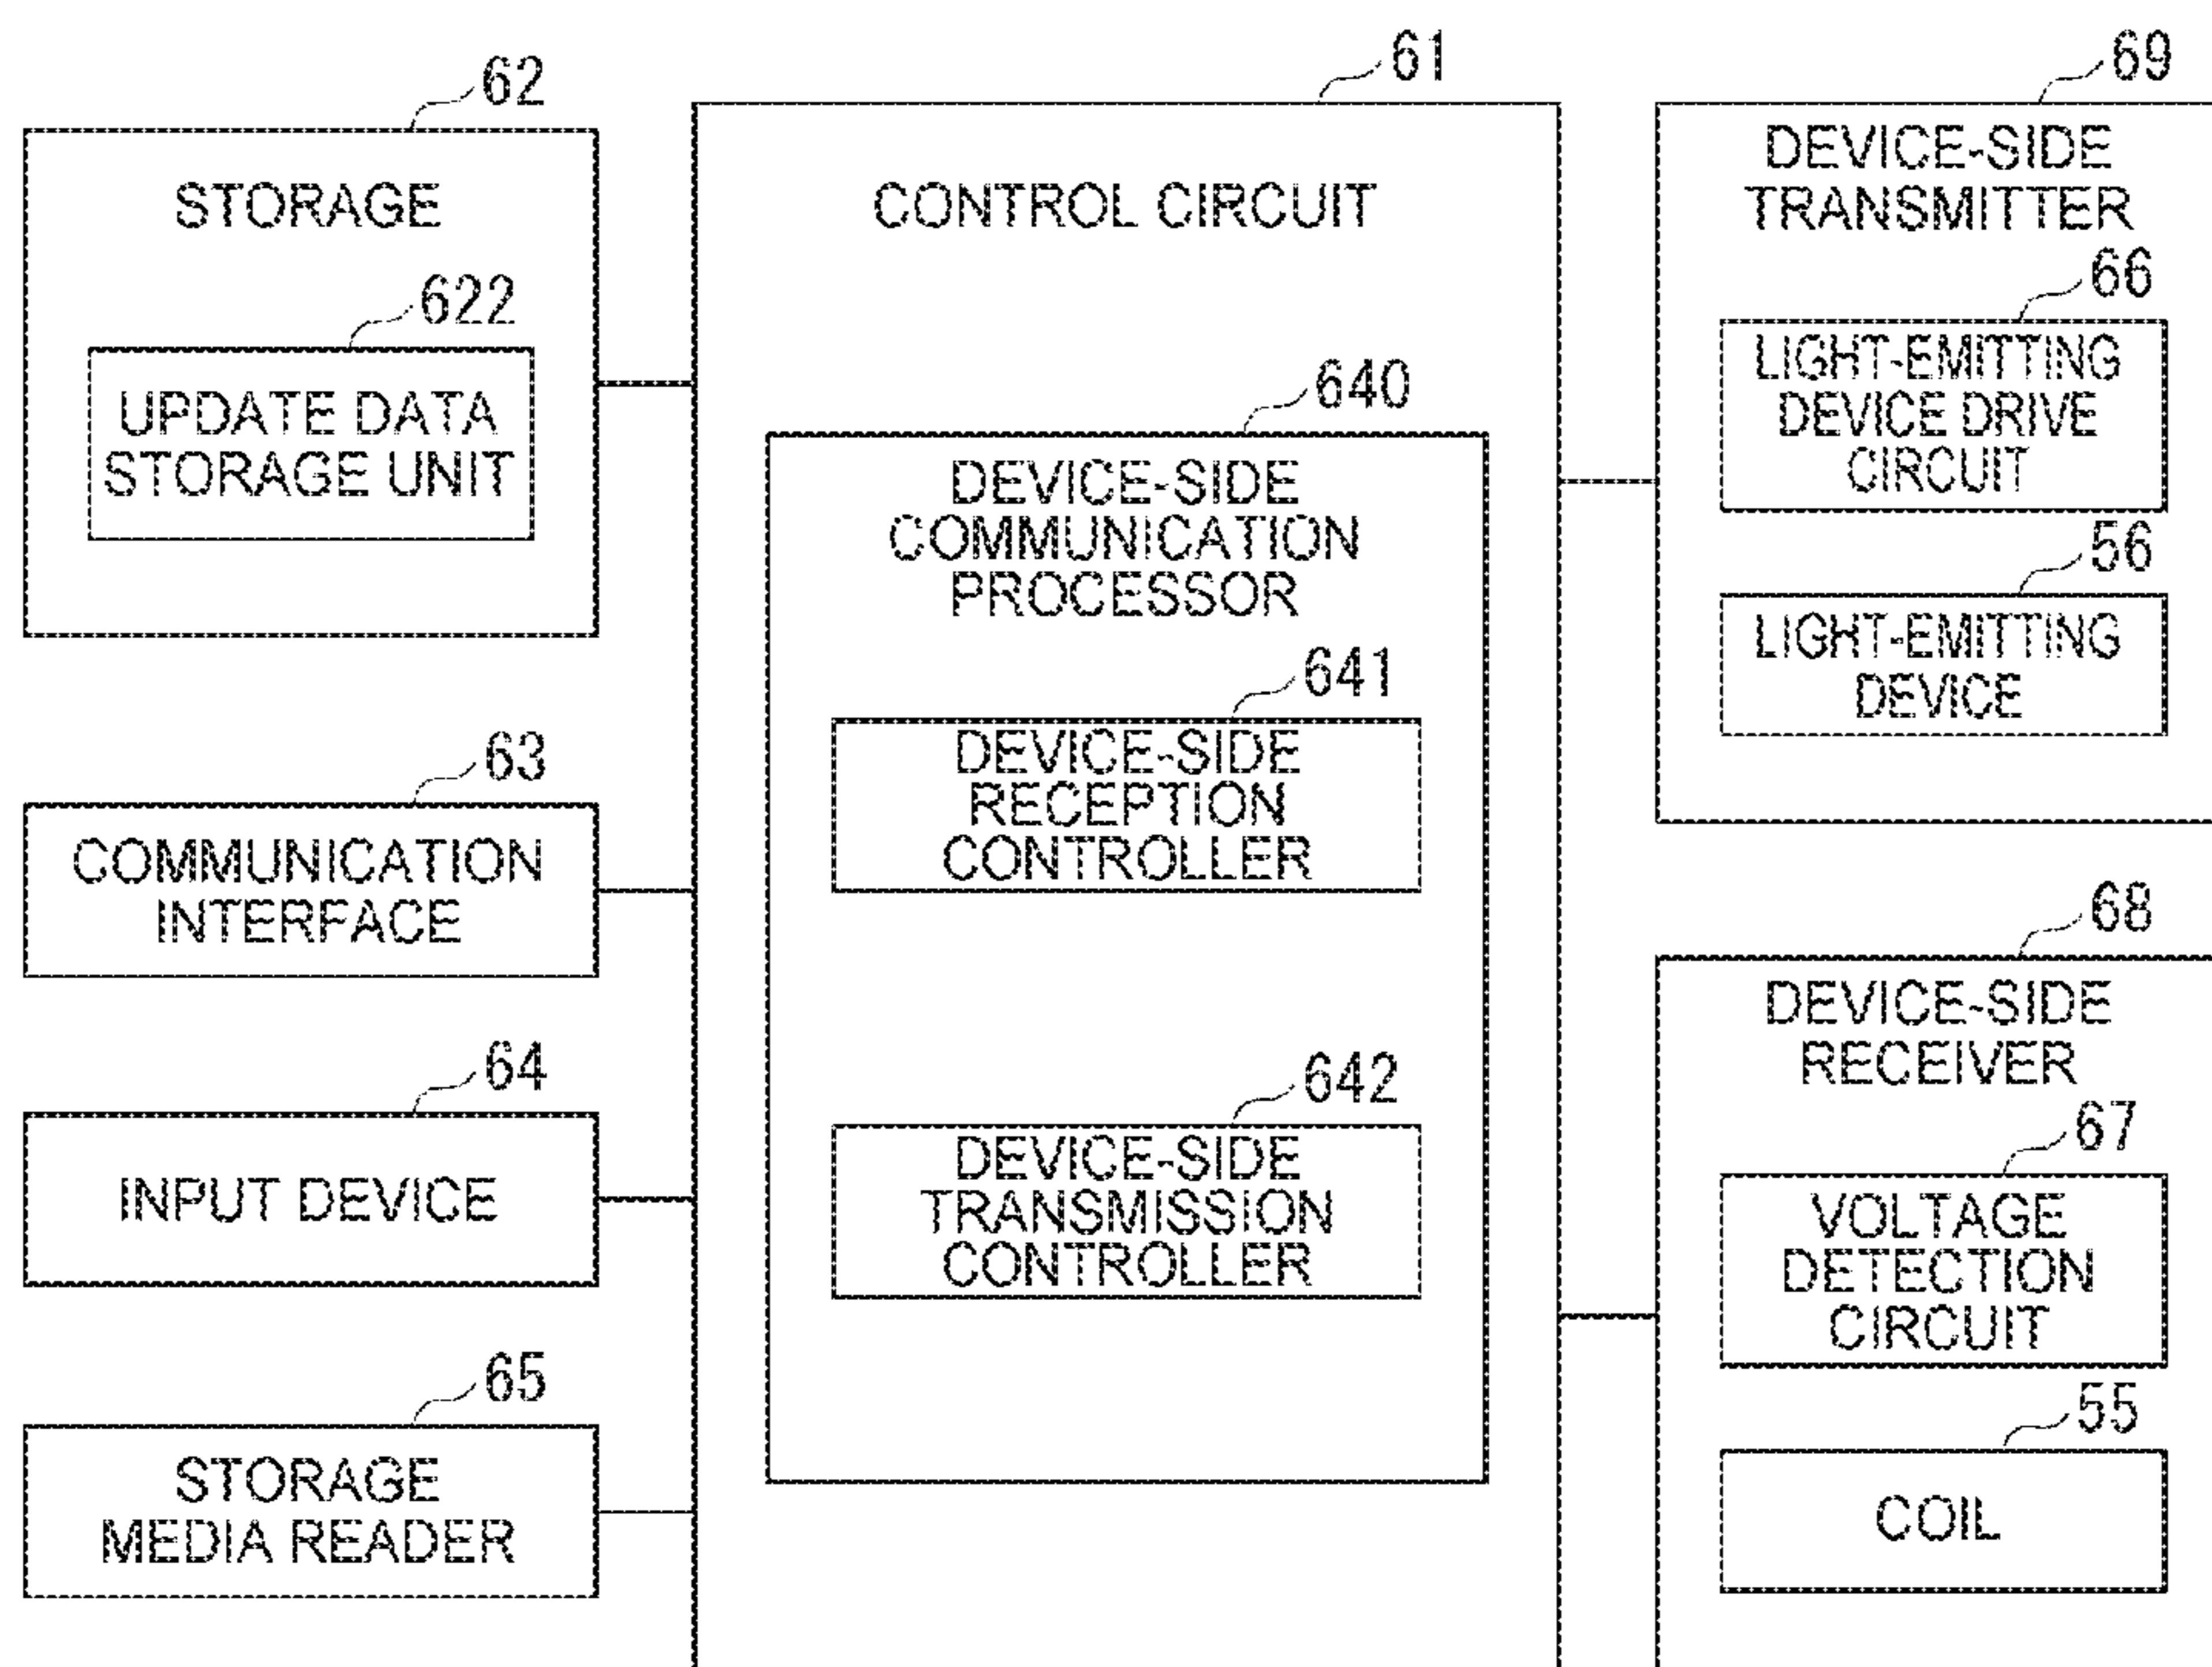 62
STORAGE
622
UPDATE DATA
STORAGE UNIT
63
COMMUNICATION
INTERFACE
64
INPUT DEVICE
65
STORAGE
MEDIA READER
61
CONTROL CIRCUIT
640
DEVICE-SIDE
COMMUNICATION
PROCESSOR
641
DEVICE-SIDE
RECEPTION
CONTROLLER
642
DEVICE-SIDE
TRANSMISSION
CONTROLLER
69
DEVICE-SIDE
TRANSMITTER
66
LIGHT-EMITTING
DEVICE DRIVE
CIRCUIT
56
LIGHT-EMITTING
DEVICE
68
DEVICE-SIDE
RECEIVER
67
VOLTAGE
DETECTION
CIRCUIT
55
COIL